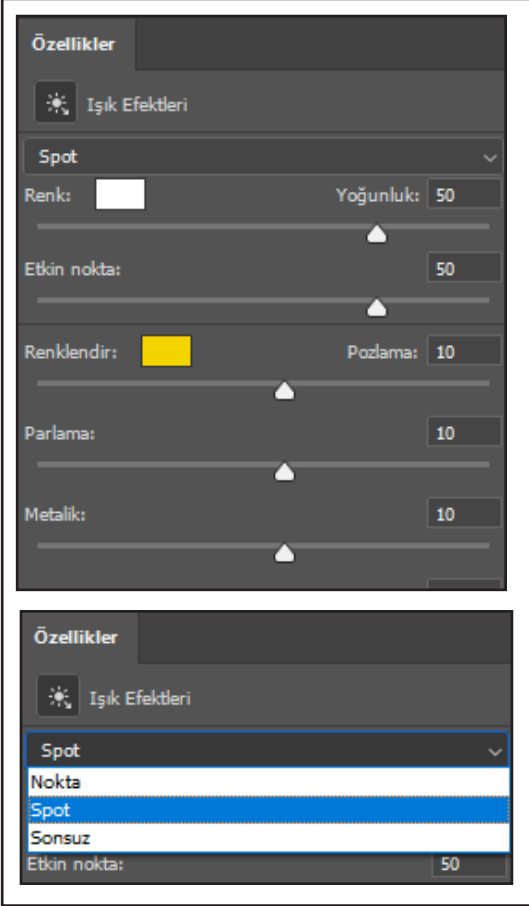 Özellikler
Işık Efektleri
Spot
Renk: Yoğunluk: 50
Etkin nokta: 50
Renklendir: Pozlama: 10
Parlama: 10
Metalik: 10
Özellikler
Işık Efektleri
Spot
Nokta
Spot
Sonsuz
Etkin nokta: 50